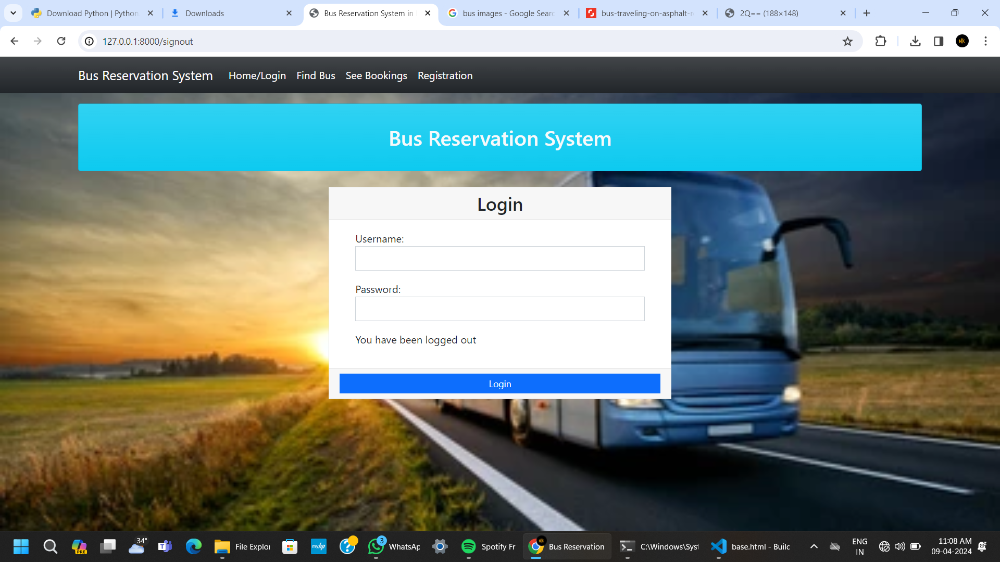 Download Python | Python
Downloads
Bus Reservation System in
bus images - Google Searc
bus-traveling-on-asphalt-r
2Q== (188×148)
127.0.0.1:8000/signout
Bus Reservation System
Home/Login
Find Bus
See Bookings
Registration
Bus Reservation System
Login
Username:
Password:
You have been logged out
Login
PRE
34°
myhp
File Explor
3
WhatsAp
Spotify Fr
Bus Reservation
C:\Windows\Syst
base.html - Builc
ENG
IN
11:08 AM
09-04-2024